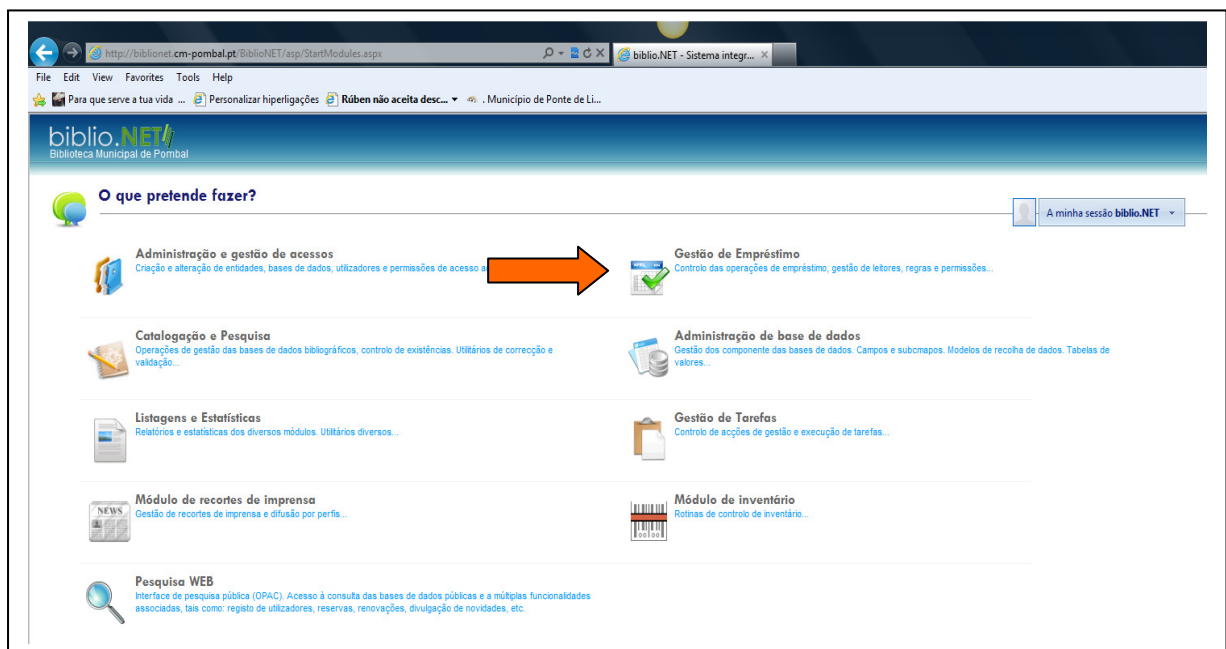 http://biblionet.cm-pombal.pt/BiblioNET/asp/StartModules.aspx
biblio.NET - Sistema integr...
File Edit View Favorites Tools Help
Para que serve a tua vida ... Personalizar hiperligações Rúben não aceita desc... . Município de Ponte de Li...
biblio.NET
Biblioteca Municipal de Pombal
O que pretende fazer?
A minha sessão biblio.NET
Administração e gestão de acessos
Criação e alteração de entidades, bases de dados, utilizadores e permissões de acesso
Gestão de Empréstimo
Controlo das operações de empréstimo, gestão de leitores, regras e permissões...
Catalogação e Pesquisa
Operações de gestão das bases de dados bibliográficos, controlo de existências. Utilitários de correcção e
validação...
Administração de base de dados
Gestão dos componente das bases de dados. Campos e subcmapos. Modelos de recolha de dados. Tabelas de
valores...
Listagens e Estatísticas
Relatórios e estatísticas dos diversos módulos. Utilitários diversos...
Gestão de Tarefas
Controlo de acções de gestão e execução de tarefas...
NEWS
Módulo de recortes de imprensa
Gestão de recortes de imprensa e difusão por perfis...
Módulo de inventário
Rotinas de controlo de inventário...
Pesquisa WEB
Interface de pesquisa pública (OPAC). Acesso à consulta das bases de dados públicas e a múltiplas funcionalidades
associadas, tais como: registo de utilizadores, reservas, renovações, divulgação de novidades, etc.